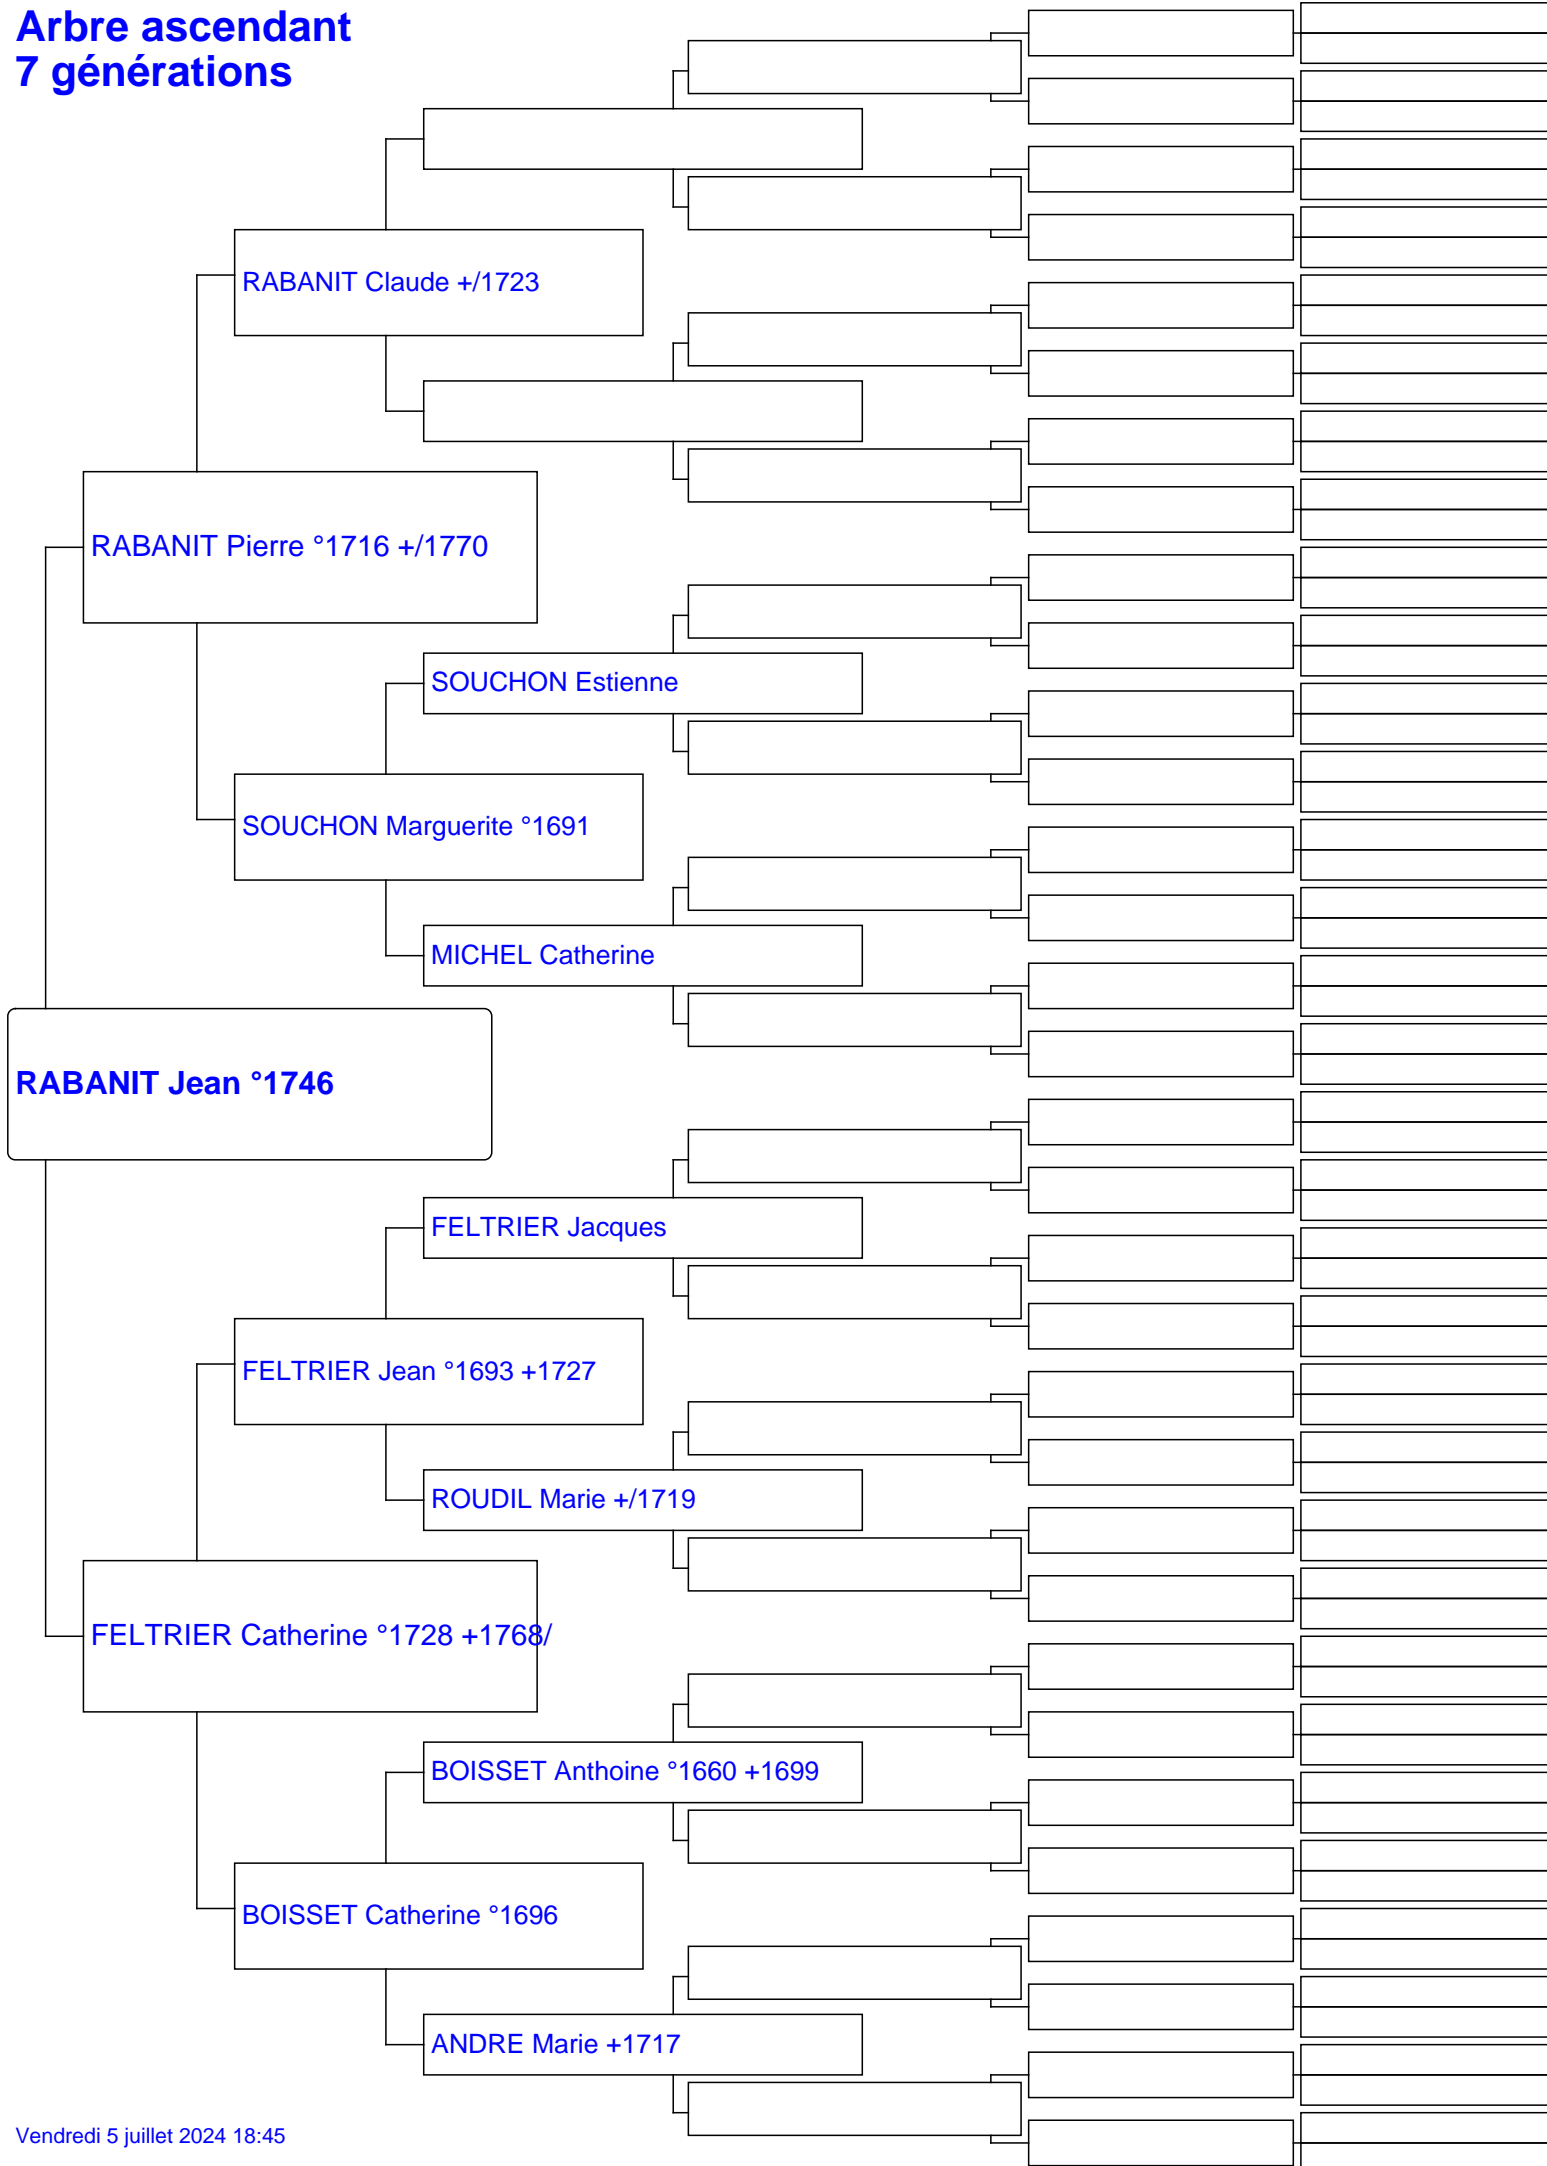 Arbre ascendant
7 générations
RABANIT Claude +/1723
RABANIT Pierre °1716 +/1770
SOUCHON Estienne
SOUCHON Marguerite °1691
MICHEL Catherine
RABANIT Jean °1746
FELTRIER Jacques
FELTRIER Jean °1693 +1727
ROUDIL Marie +/1719
FELTRIER Catherine °1728 +1768/
BOISSET Anthoine °1660 +1699
BOISSET Catherine °1696
ANDRE Marie +1717
Vendredi 5 juillet 2024 18:45